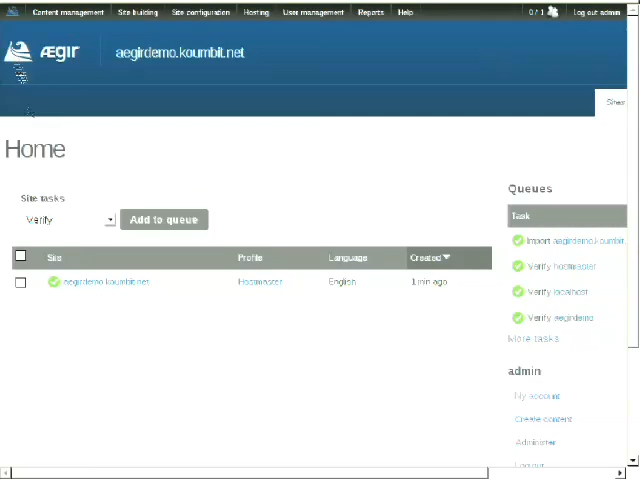 Content management Site building Site configuration Hosting User management Reports Help 0 / 1 Log out admin
ÆGIR aegirdemo.koumbit.net
Sites
Home
Site tasks
Verify Add to queue
Site Profile Language Created
aegirdemo.koumbit.net Hostmaster English 1 min ago
Queues
Task
Import aegirdemo.koumbit.
Verify hostmaster
Verify localhost
Verify aegirdemo
More tasks
admin
My account
Create content
Administer
Log out